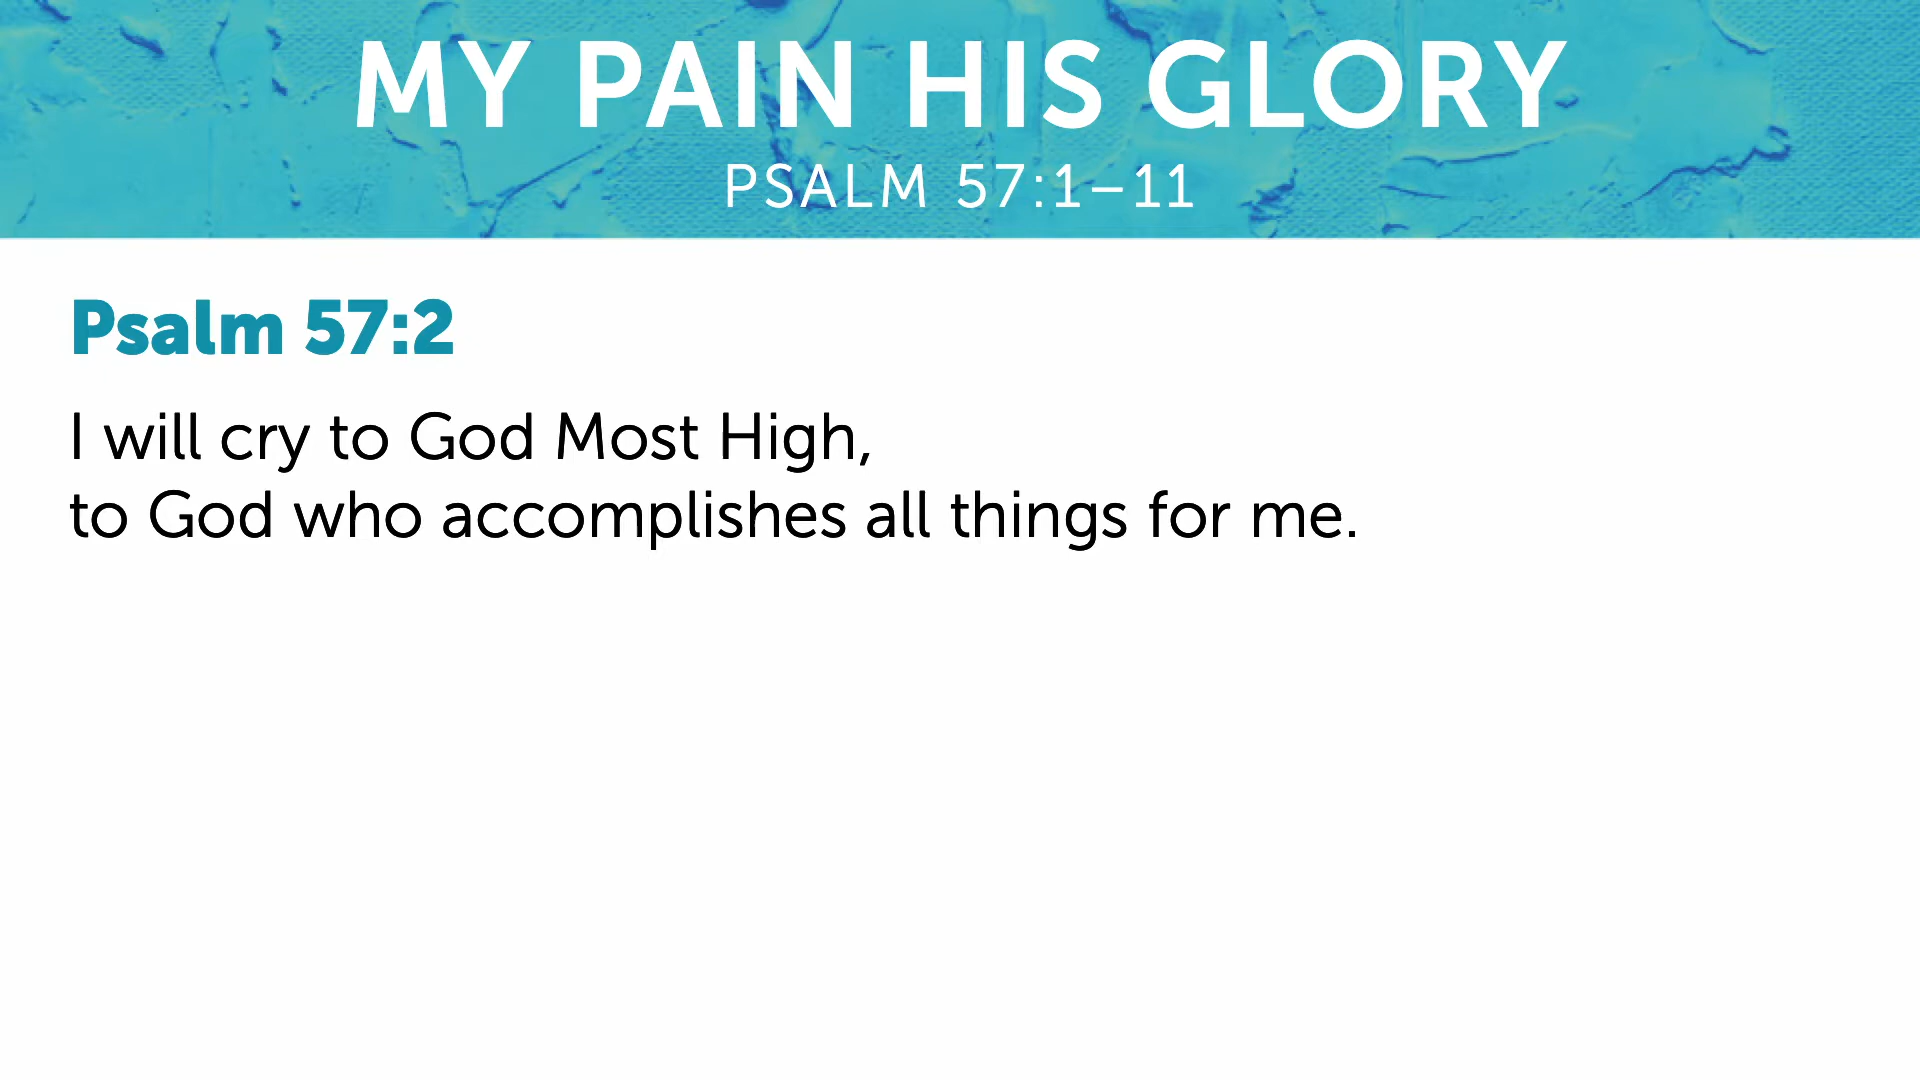 MY PAIN HIS GLORY
PSALM 57:1–11
Psalm 57:2
I will cry to God Most High,
to God who accomplishes all things for me.